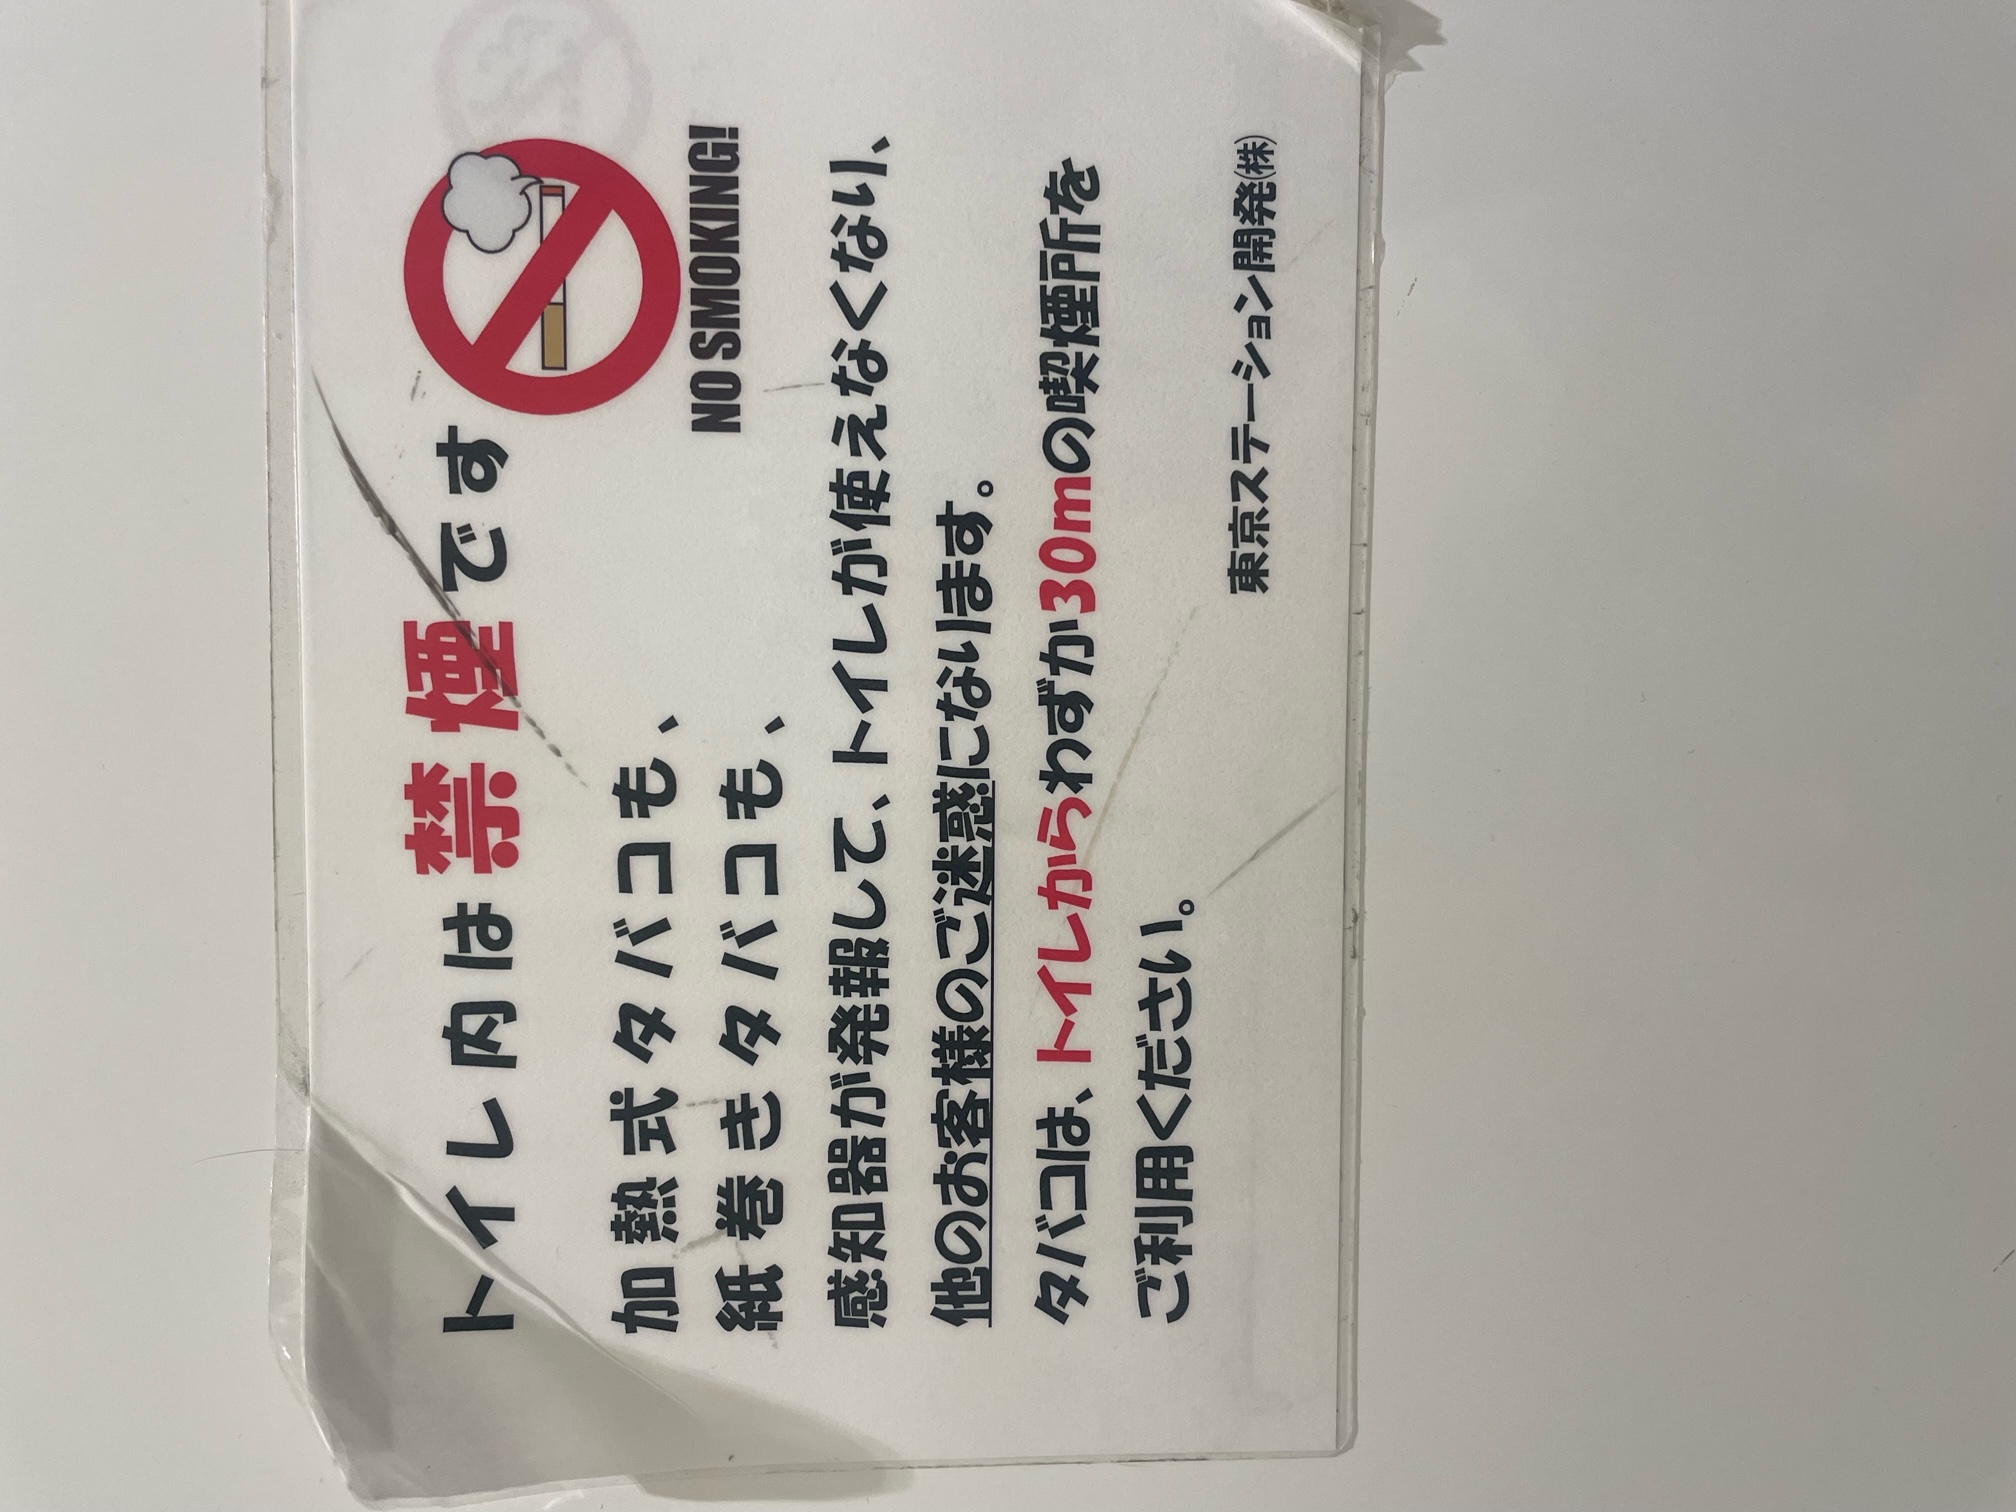 トイレ内は禁煙です
NO SMOKING!
加熱式タバコも、
紙巻きタバコも、
感知器が発報して、トイレが使えなくなり、
他のお客様のご迷惑になります。
タバコは、トイレからわずか30mの喫煙所を
ご利用ください。
東京ステーション開発㈱